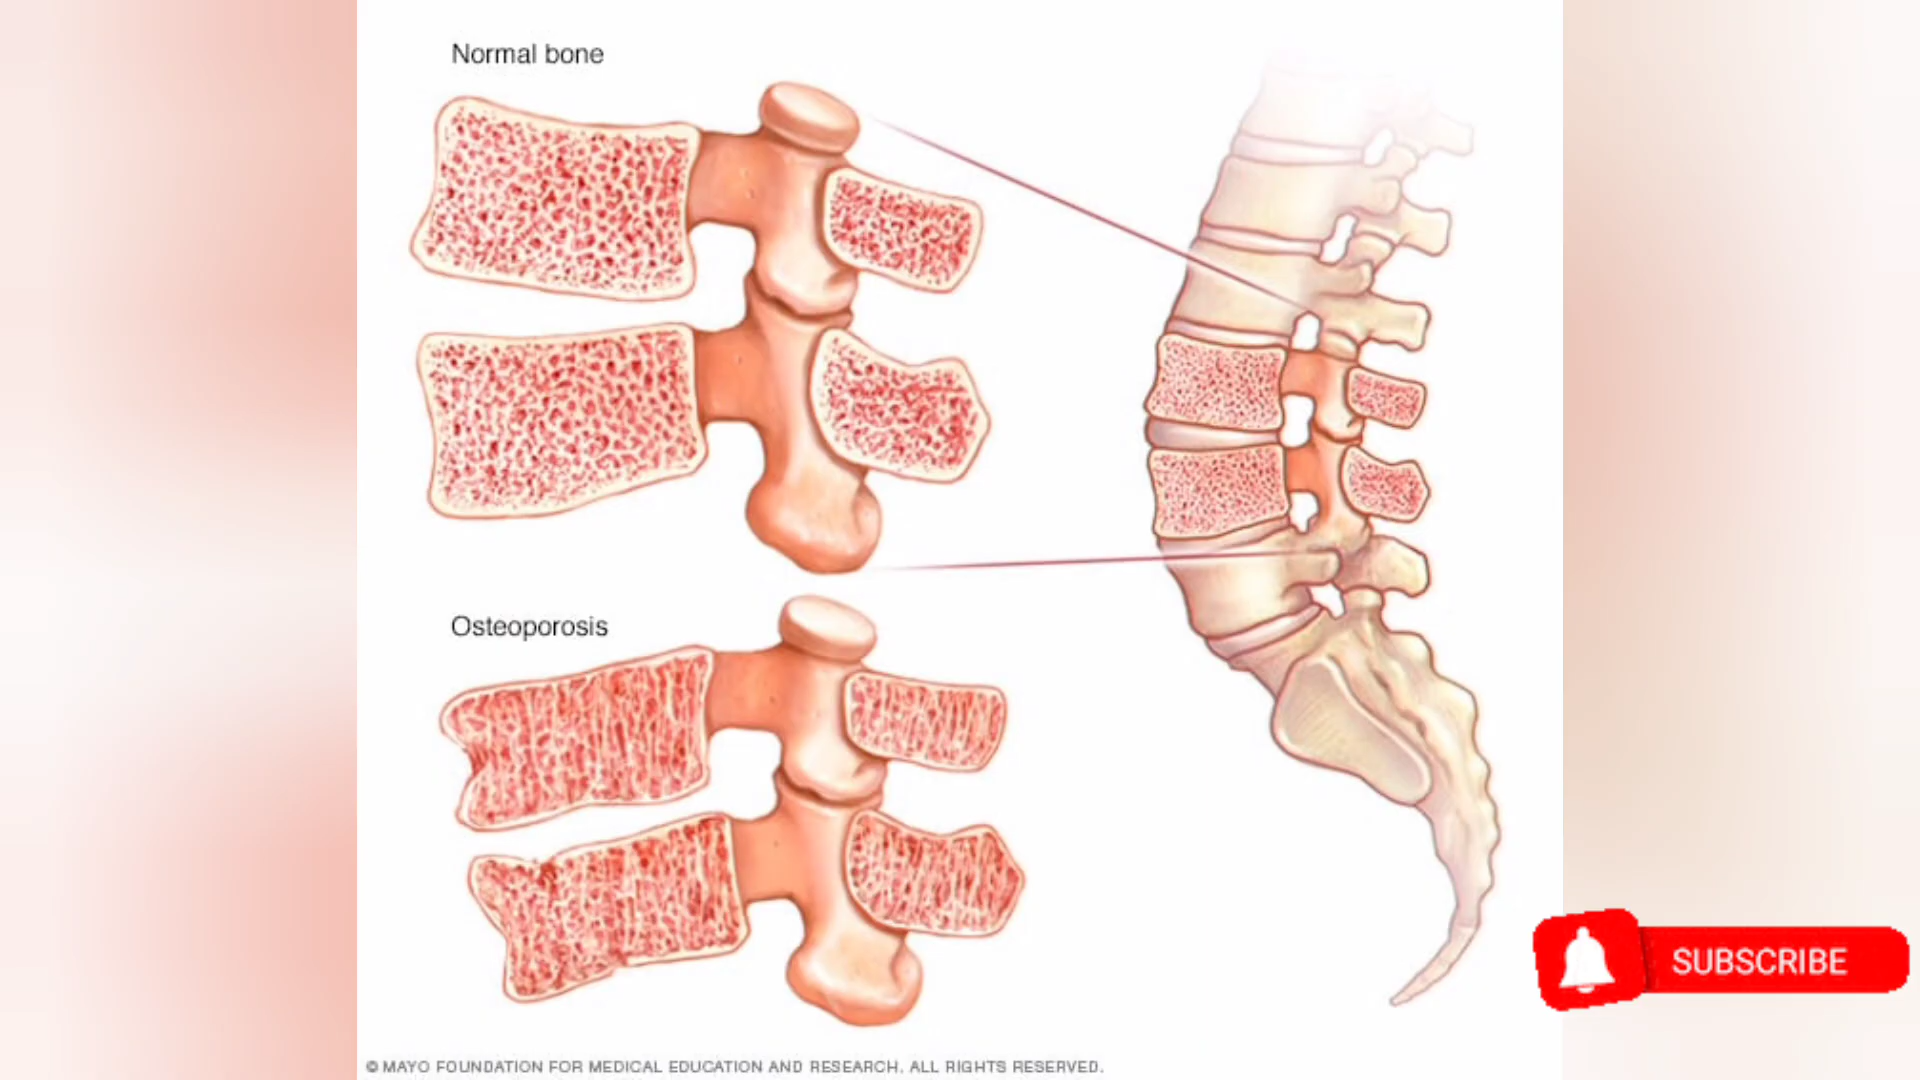 Normal bone
Osteoporosis
SUBSCRIBE
© MAYO FOUNDATION FOR MEDICAL EDUCATION AND RESEARCH. ALL RIGHTS RESERVED.